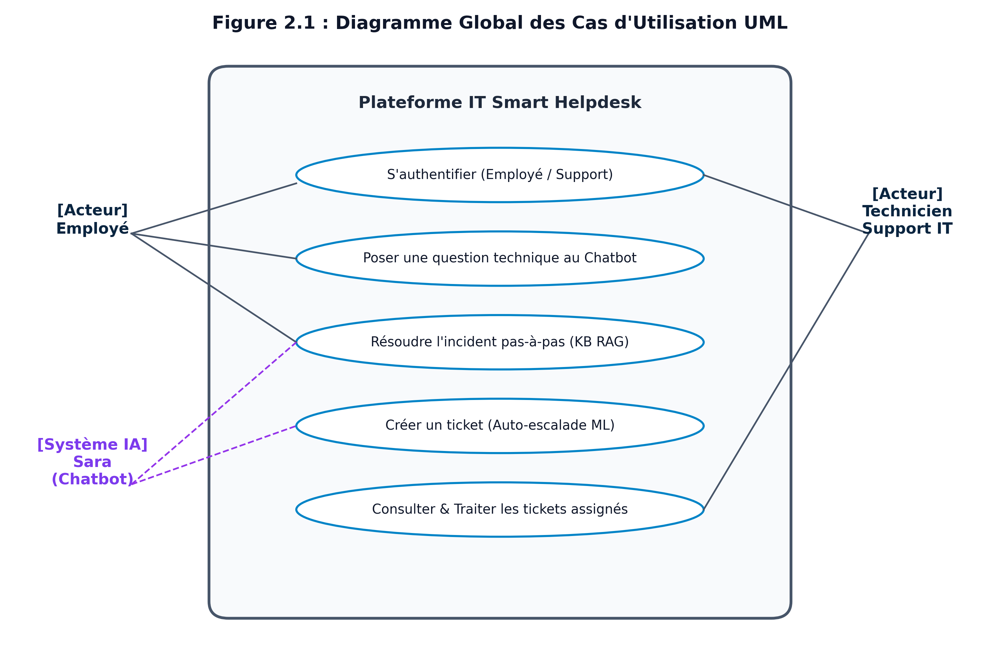 Figure 2.1 : Diagramme Global des Cas d'Utilisation UML
Plateforme IT Smart Helpdesk
S'authentifier (Employé / Support)
[Acteur]
Employé
[Acteur]
Technicien
Support IT
Poser une question technique au Chatbot
Résoudre l'incident pas-à-pas (KB RAG)
Créer un ticket (Auto-escalade ML)
[Système IA]
Sara
(Chatbot)
Consulter & Traiter les tickets assignés